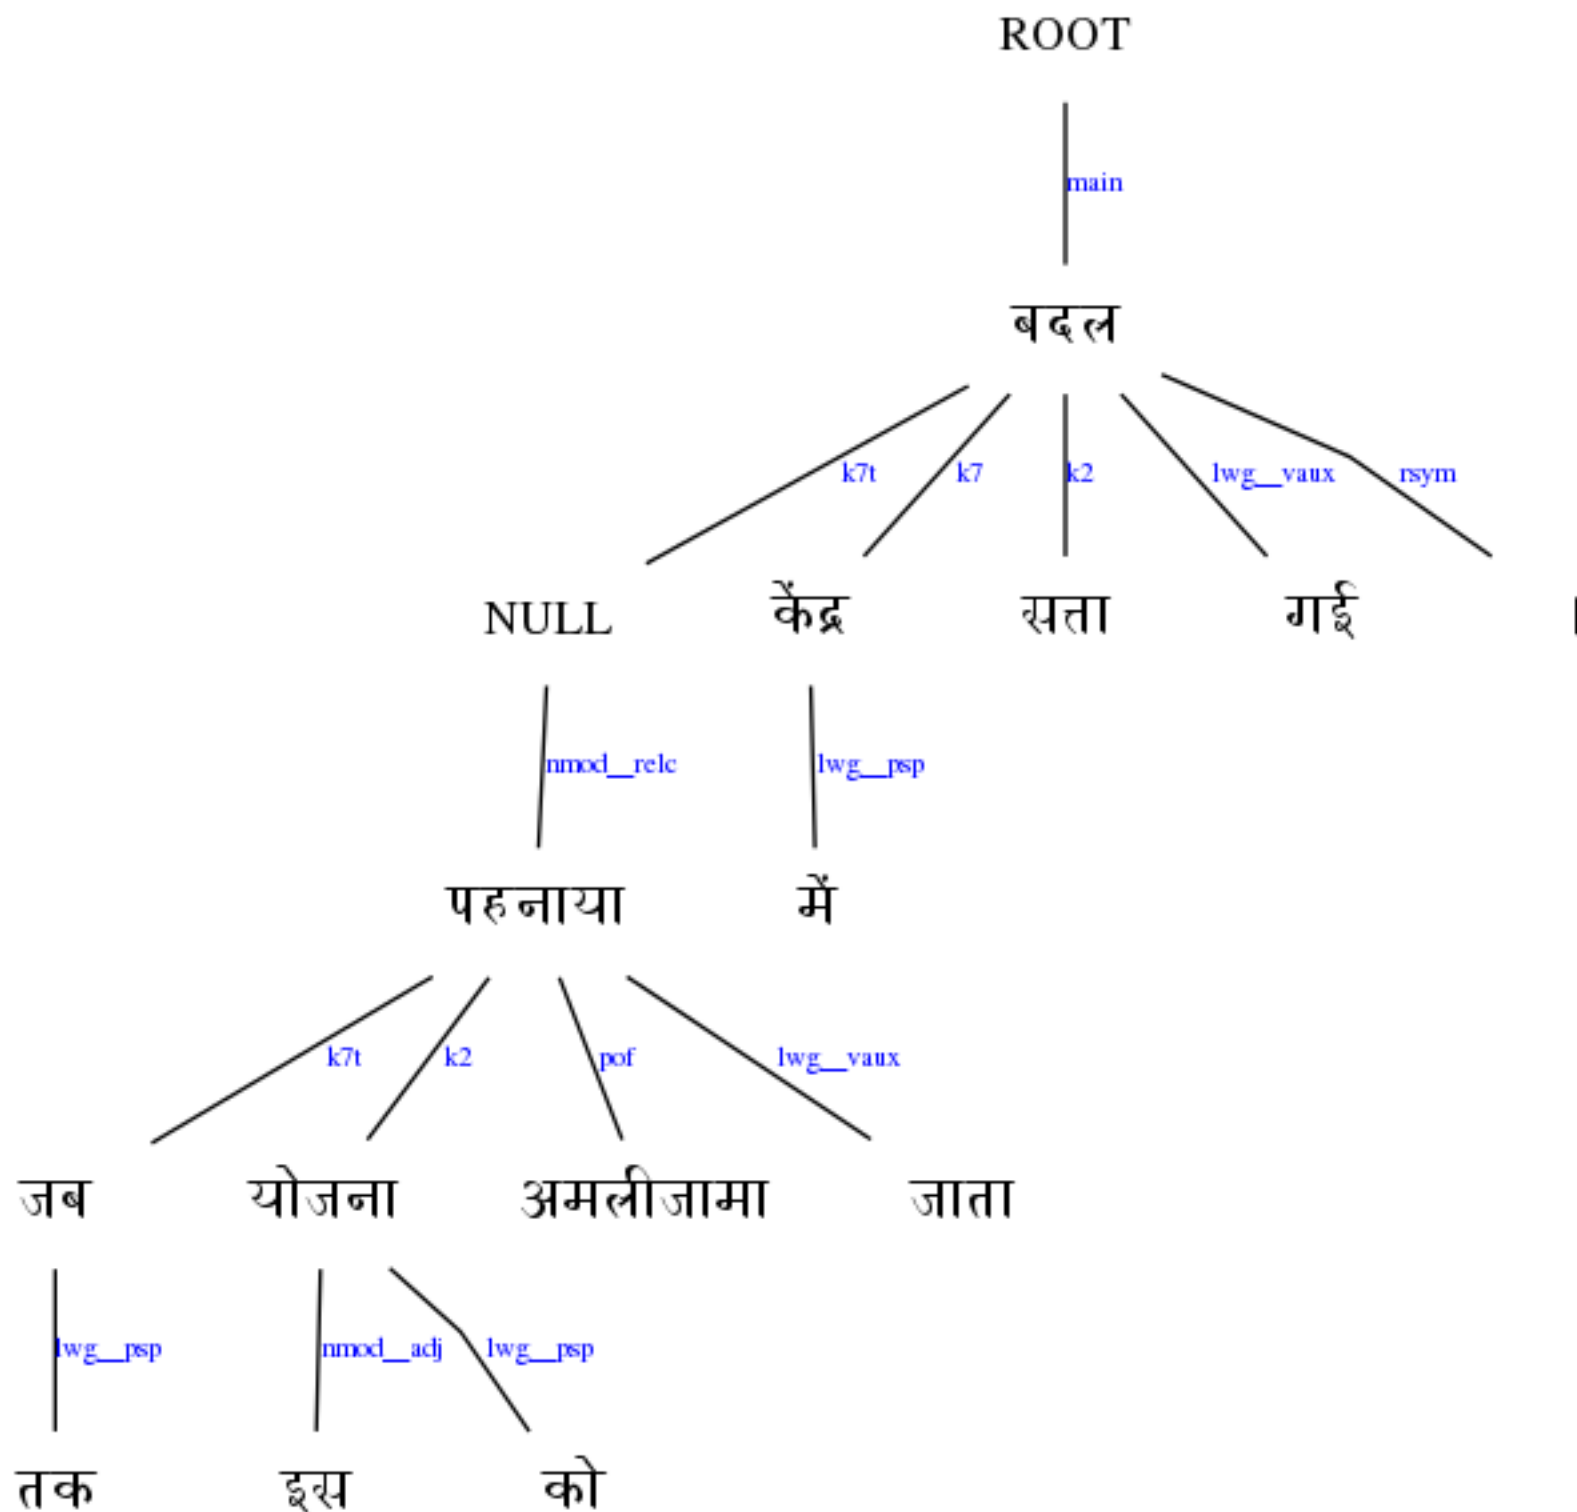 ROOT
main
बदल
k7t k7 k2 lwg__vaux rsym
NULL केंद्र सत्ता गई ।
nmod__relc lwg__psp
पहनाया में
k7t k2 pof lwg__vaux
जब योजना अमलीजामा जाता
lwg__psp nmod__adj lwg__psp
तक इस को